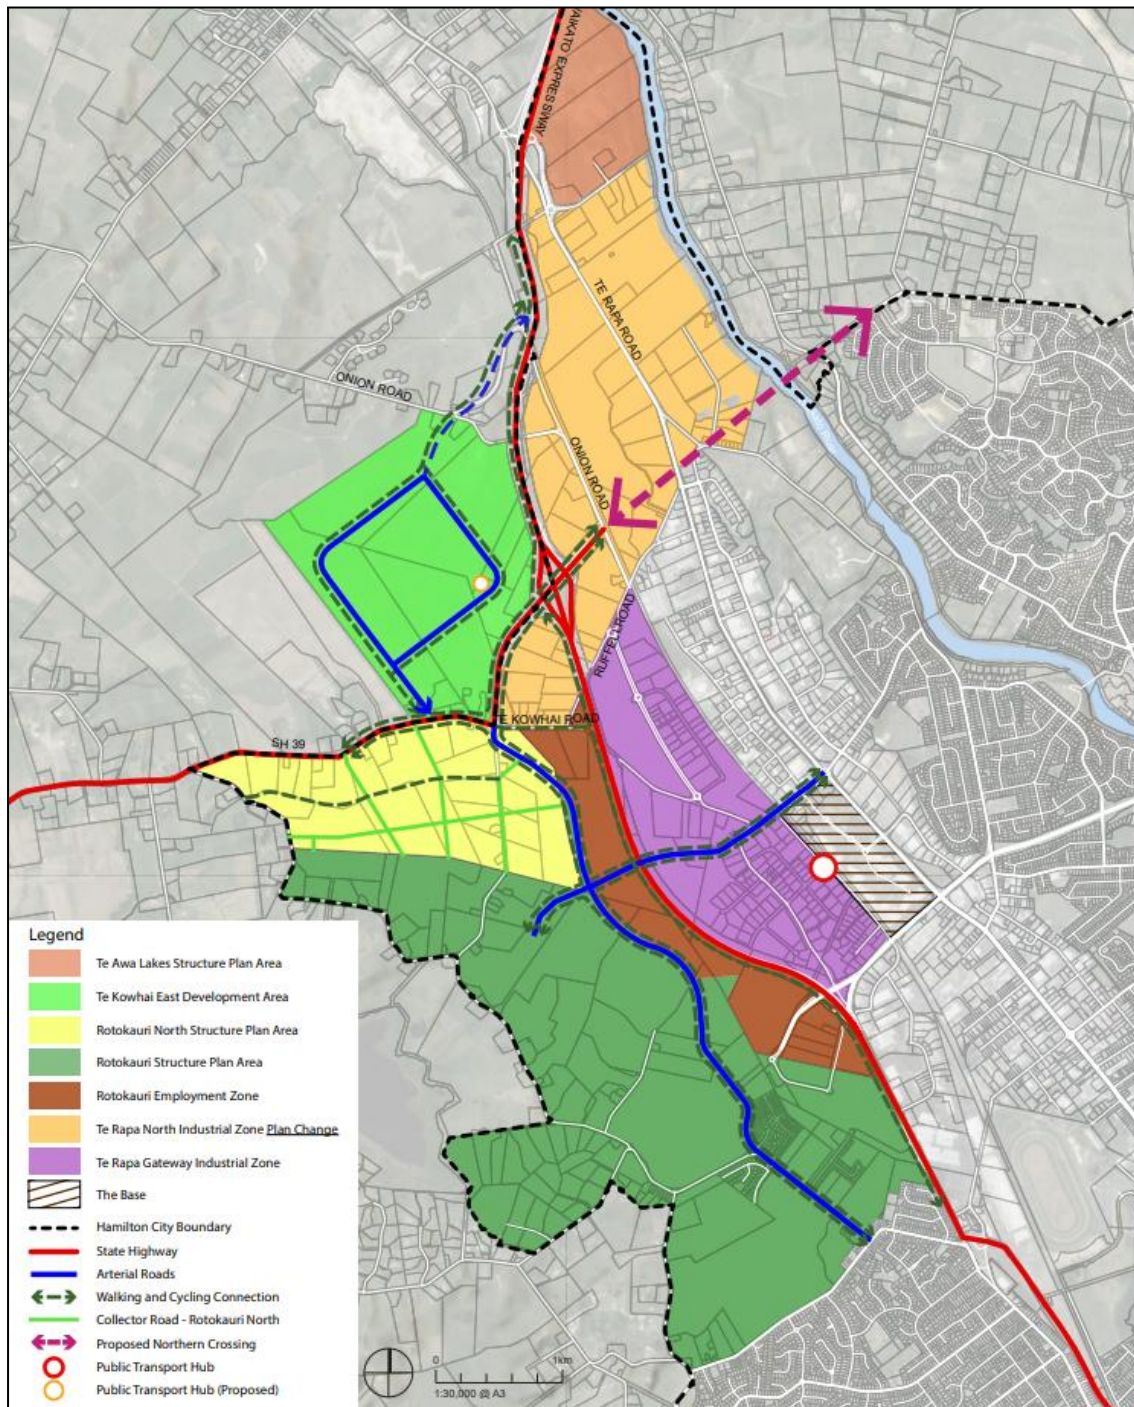 WAIKATO EXPRESSWAY
TE RAPA ROAD
ONION ROAD
ONION ROAD
RUFFELL ROAD
TE KOWHAI ROAD
SH 39
Legend
Te Awa Lakes Structure Plan Area
Te Kowhai East Development Area
Rotokauri North Structure Plan Area
Rotokauri Structure Plan Area
Rotokauri Employment Zone
Te Rapa North Industrial Zone Plan Change
Te Rapa Gateway Industrial Zone
The Base
Hamilton City Boundary
State Highway
Arterial Roads
Walking and Cycling Connection
Collector Road - Rotokauri North
Proposed Northern Crossing
Public Transport Hub
Public Transport Hub (Proposed)
0 1km
1:30,000 @ A3